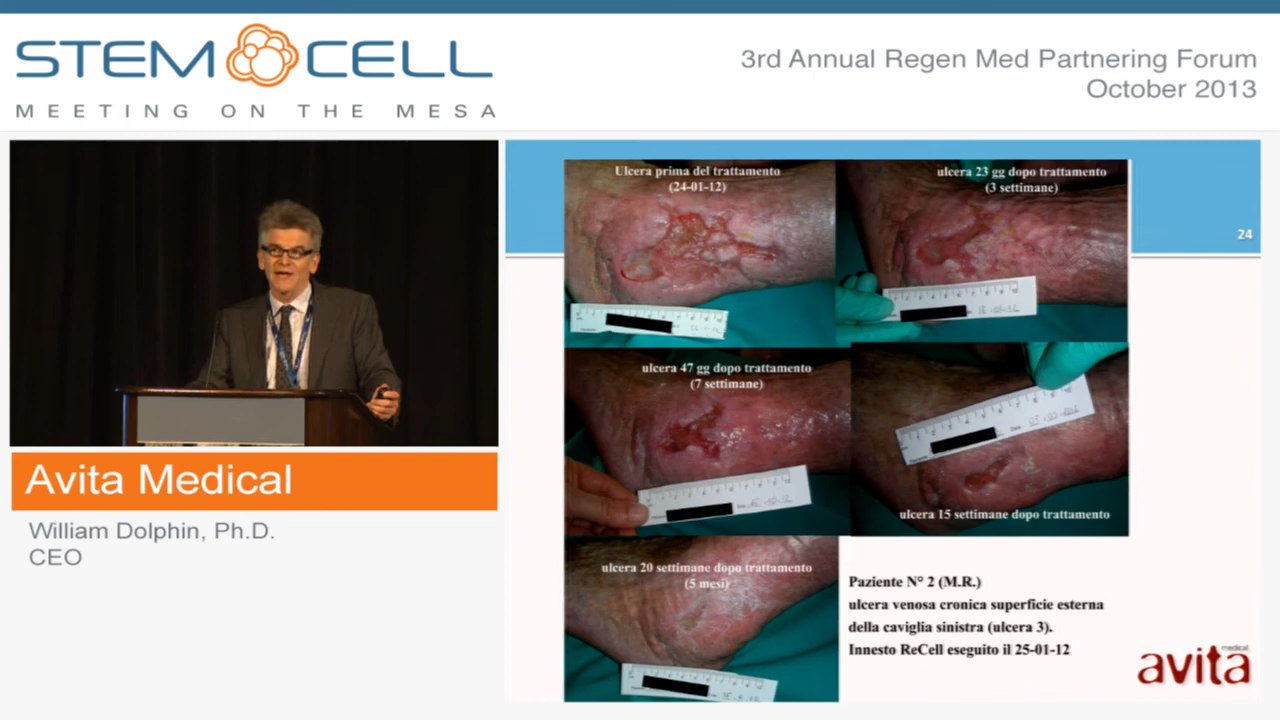 STEM CELL
MEETING ON THE MESA
3rd Annual Regen Med Partnering Forum
October 2013
Avita Medical
William Dolphin, Ph.D.
CEO
24
Ulcera prima del trattamento
(24-01-12)
ulcera 23 gg dopo trattamento
(3 settimane)
ulcera 47 gg dopo trattamento
(7 settimane)
ulcera 15 settimane dopo trattamento
ulcera 20 settimane dopo trattamento
(5 mesi)
Paziente N° 2 (M.R.)
ulcera venosa cronica superficie esterna
della caviglia sinistra (ulcera 3).
Innesto ReCell eseguito il 25-01-12
avita medical